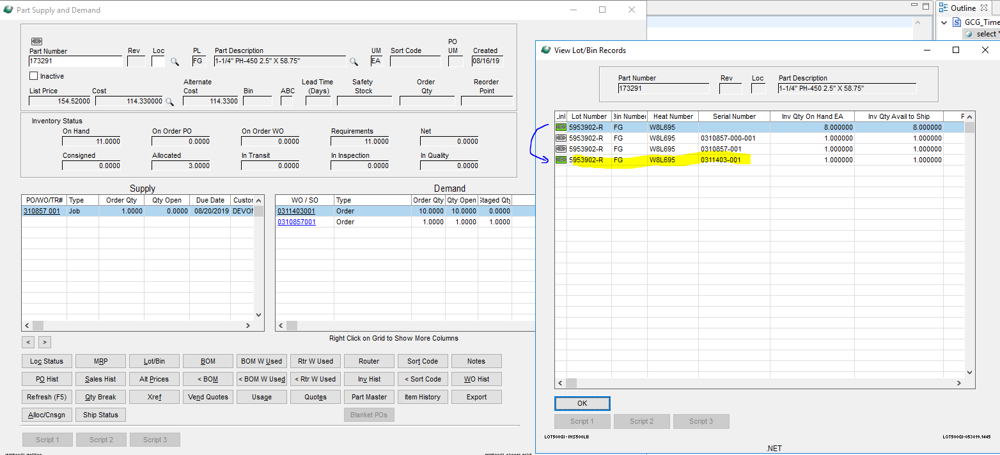 Part Supply and Demand
Part Number Rev Loc PL Part Description UM Sort Code PO UM Created
173291 FG 1-1/4" PH-450 2.5" X 58.75" EA 08/16/19
Inactive
List Price Cost Alternate Cost Bin ABC Lead Time (Days) Safety Stock Order Qty Reorder Point
154.52000 114.330000 114.3300
Inventory Status
On Hand On Order PO On Order WO Requirements Net
11.0000 0.0000 0.0000 11.0000 0.0000
Consigned Allocated In Transit In Inspection In Quality
0.0000 3.0000 0.0000 0.0000 0.0000
Supply
PO/WO/TR# Type Order Qty Qty Open Due Date Custor
310857 001 Job 1.0000 0.0000 08/20/2019 DEVON
Demand
WO / SO Type Order Qty Qty Open Staged Qty
0311403001 Order 10.0000 10.0000 0.0000
0310857001 Order 1.0000 1.0000 1.0000
Right Click on Grid to Show More Columns
< >
Loc Status MRP Lot/Bin BOM BOM W Used Rtr W Used Router Sort Code Notes
PO Hist Sales Hist Alt Prices < BOM < BOM W Used < Rtr W Used Inv Hist < Sort Code WO Hist
Refresh (F5) Qty Break Xref Vend Quotes Usage Quotes Part Master Item History Export
Alloc/Cnsgn Ship Status Blanket POs
Script 1 Script 2 Script 3
Outline
GCG_Time
select *
View Lot/Bin Records
Part Number Rev Loc Part Description
173291 1-1/4" PH-450 2.5" X 58.75"
Lot Number Bin Number Heat Number Serial Number Inv Qty On Hand EA Inv Qty Avail to Ship
5953902-R FG W8L695 8.000000 8.000000
5953902-R FG W8L695 0310857-000-001 1.000000 1.000000
5953902-R FG W8L695 0310857-001 1.000000 1.000000
5953902-R FG W8L695 0311403-001 1.000000 1.000000
OK
Script 1 Script 2 Script 3
LOT500GI - INS500LB LOT500GI-053019.1445
.NET